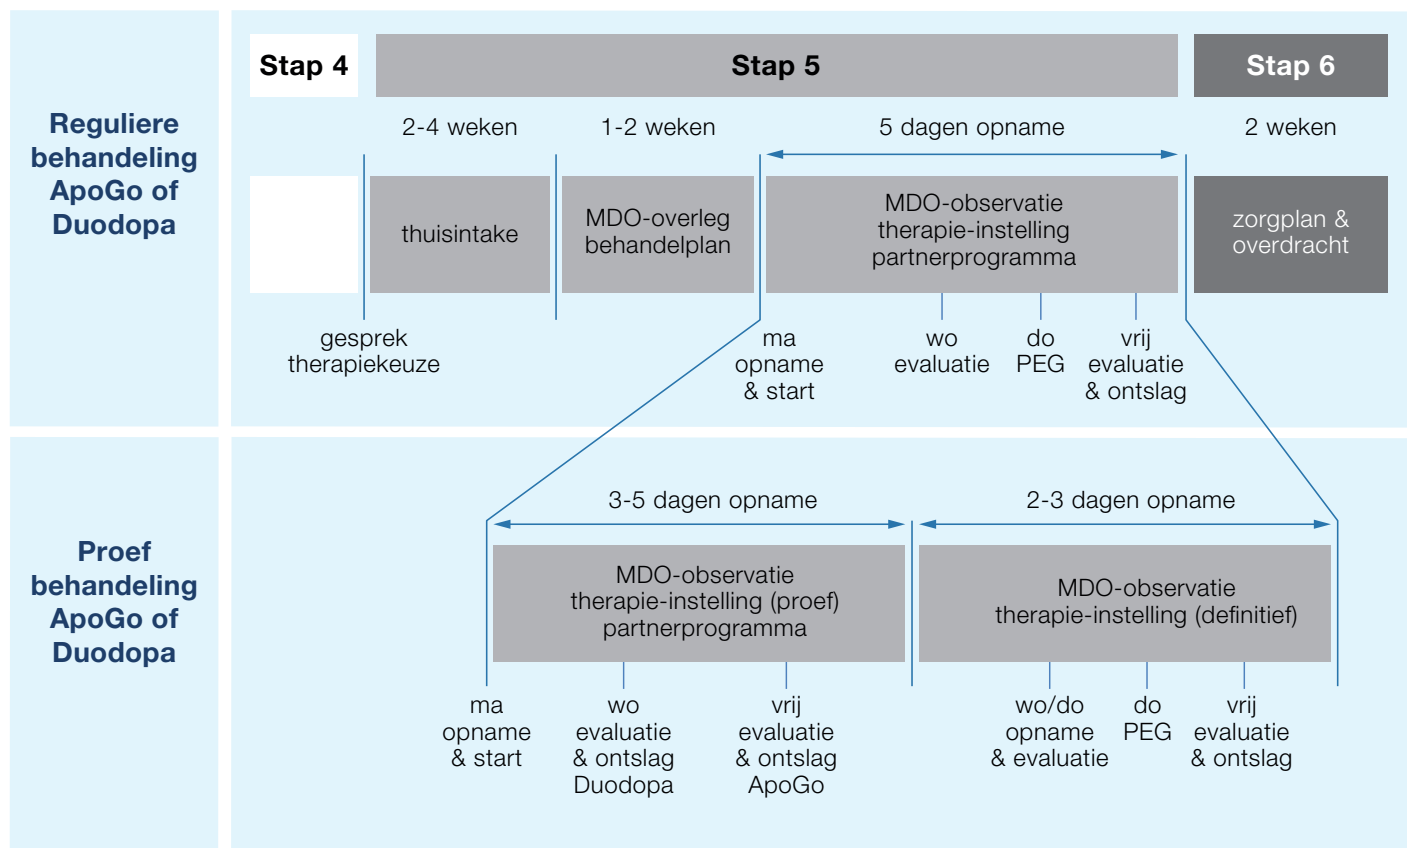 Reguliere
behandeling
ApoGo of
Duodopa
Stap 4
Stap 5
Stap 6
2-4 weken
1-2 weken
5 dagen opname
2 weken
thuisintake
MDO-overleg
behandelplan
MDO-observatie
therapie-instelling
partnerprogramma
zorgplan &
overdracht
gesprek
therapiekeuze
ma
opname
& start
wo
evaluatie
do
PEG
vrij
evaluatie
& ontslag
Proef
behandeling
ApoGo of
Duodopa
3-5 dagen opname
2-3 dagen opname
MDO-observatie
therapie-instelling (proef)
partnerprogramma
MDO-observatie
therapie-instelling (definitief)
ma
opname
& start
wo
evaluatie
& ontslag
Duodopa
vrij
evaluatie
& ontslag
ApoGo
wo/do
opname
& evaluatie
do
PEG
vrij
evaluatie
& ontslag